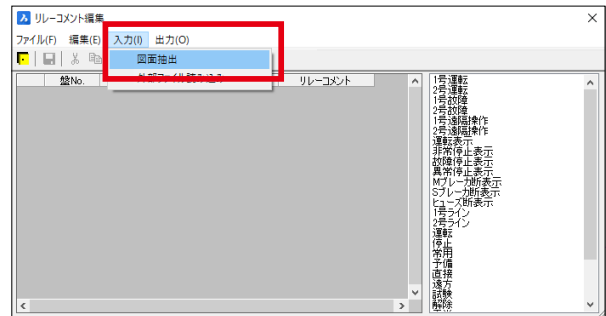 リレーコメント編集
ファイル(F) 編集(E) 入力(I) 出力(O)
図面抽出
盤No. リレーコメント
1号運転
2号運転
1号故障
2号故障
1号遠隔操作
2号遠隔操作
運転表示
非常停止表示
故障停止表示
異常停止表示
Mブレーカ断表示
Sブレーカ断表示
ヒューズ断表示
1号ライン
2号ライン
運転
停止
常用
予備
直接
遠方
試験
解除